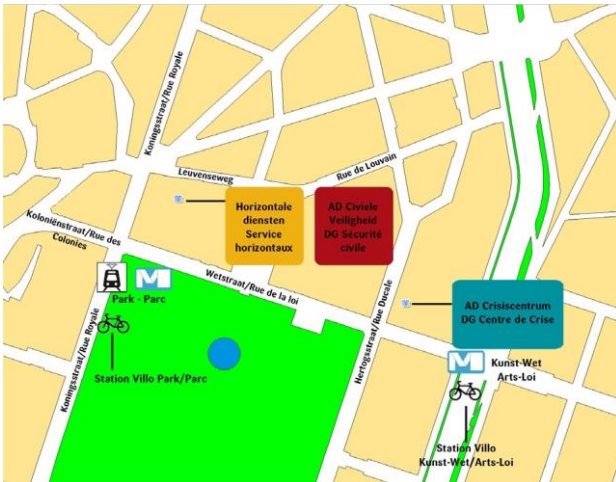 Koningsstraat/Rue Royale
Leuvenseweg
Rue de Louvain
Horizontale
diensten
Service
horizontaux
AD Civiele
Veiligheid
DG Sécurité
civile
Koloniënstraat/Rue des
Colonies
Wetstraat/Rue de la loi
M
Park - Parc
Koningsstraat/Rue Royale
Station Villo Park/Parc
Hertogsstraat/Rue Ducale
AD Crisiscentrum
DG Centre de Crise
M
Kunst-Wet
Arts-Loi
Station Villo
Kunst-Wet/Arts-Loi